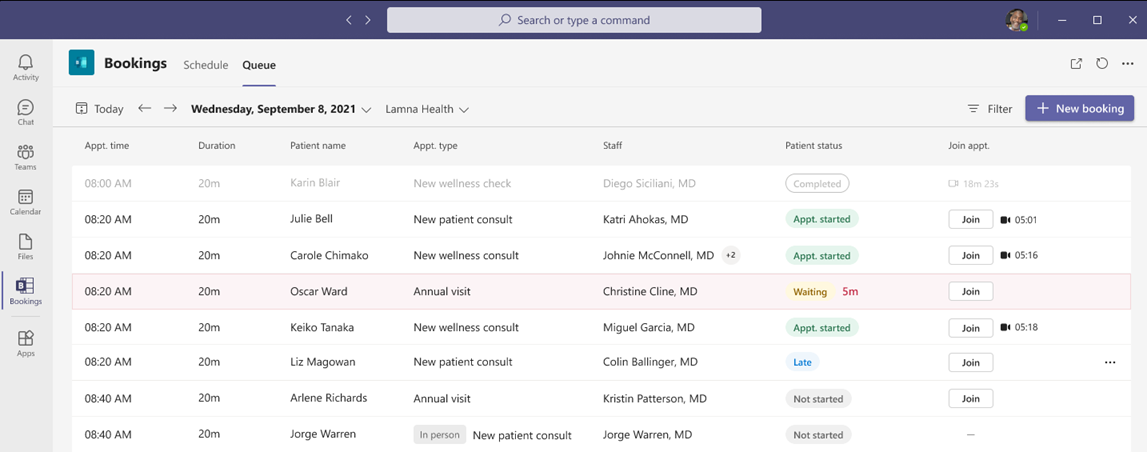 Search or type a command
Activity
Chat
Teams
Calendar
Files
B
Bookings
Apps
Bookings Schedule Queue
Today Wednesday, September 8, 2021 Lamna Health Filter + New booking
Appt. time Duration Patient name Appt. type Staff Patient status Join appt.
08:00 AM 20m Karin Blair New wellness check Diego Siciliani, MD Completed 18m 23s
08:20 AM 20m Julie Bell New patient consult Katri Ahokas, MD Appt. started Join 05:01
08:20 AM 20m Carole Chimako New wellness consult Johnie McConnell, MD +2 Appt. started Join 05:16
08:20 AM 20m Oscar Ward Annual visit Christine Cline, MD Waiting 5m Join
08:20 AM 20m Keiko Tanaka New wellness consult Miguel Garcia, MD Appt. started Join 05:18
08:20 AM 20m Liz Magowan New patient consult Colin Ballinger, MD Late Join ...
08:40 AM 20m Arlene Richards Annual visit Kristin Patterson, MD Not started Join
08:40 AM 20m Jorge Warren In person New patient consult Jorge Warren, MD Not started —